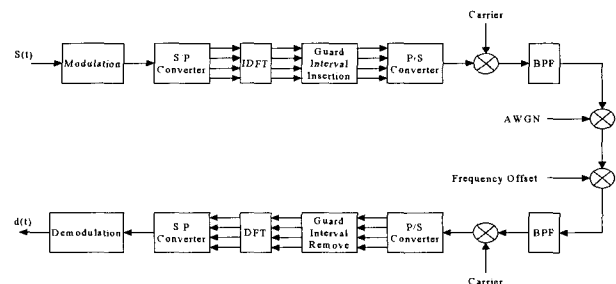 Carrier
S(t)
Modulation
S/P
Converter
IDFT
Guard
Interval
Insertion
P/S
Converter
BPF
AWGN
Frequency Offset
d(t)
Demodulation
S/P
Converter
DFT
Guard
Interval
Remove
P/S
Converter
BPF
Carrier